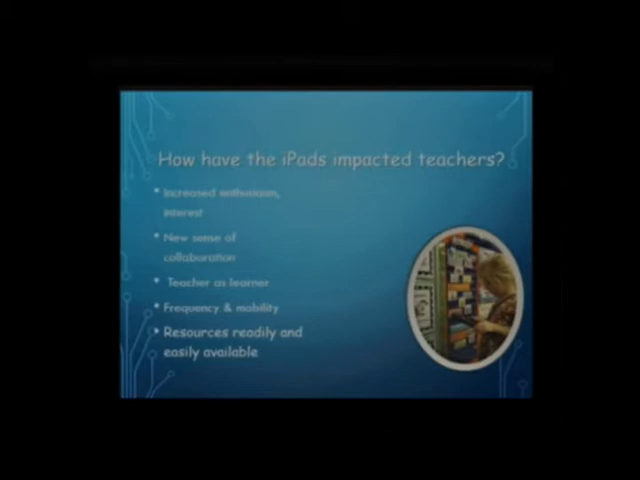 How have the iPads impacted teachers?
• Increased enthusiasm,
interest
• New sense of
collaboration
• Teacher as learner
• Frequency & mobility
• Resources readily and
easily available